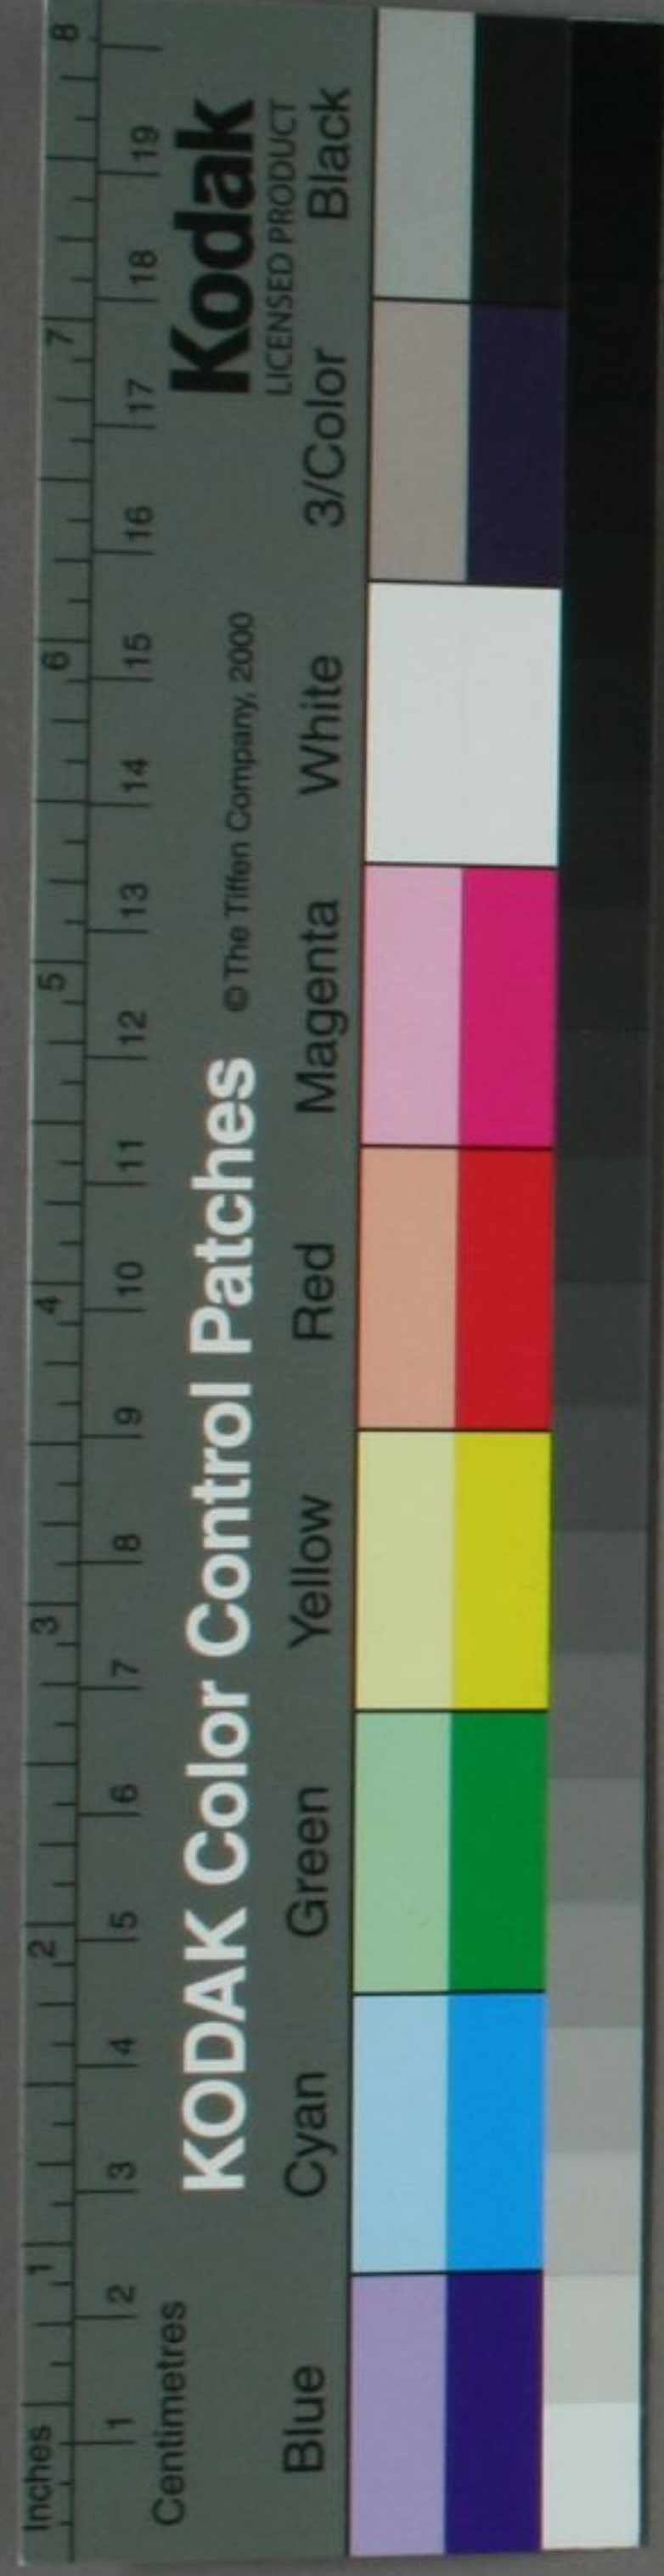 Inches 1 2 3 4 5 6 7 8
1 2 3 4 5 6 7 8 9 10 11 12 13 14 15 16 17 18 19
Centimetres
KODAK Color Control Patches © The Tiffen Company, 2000 Kodak
LICENSED PRODUCT
Blue Cyan Green Yellow Red Magenta White 3/Color Black